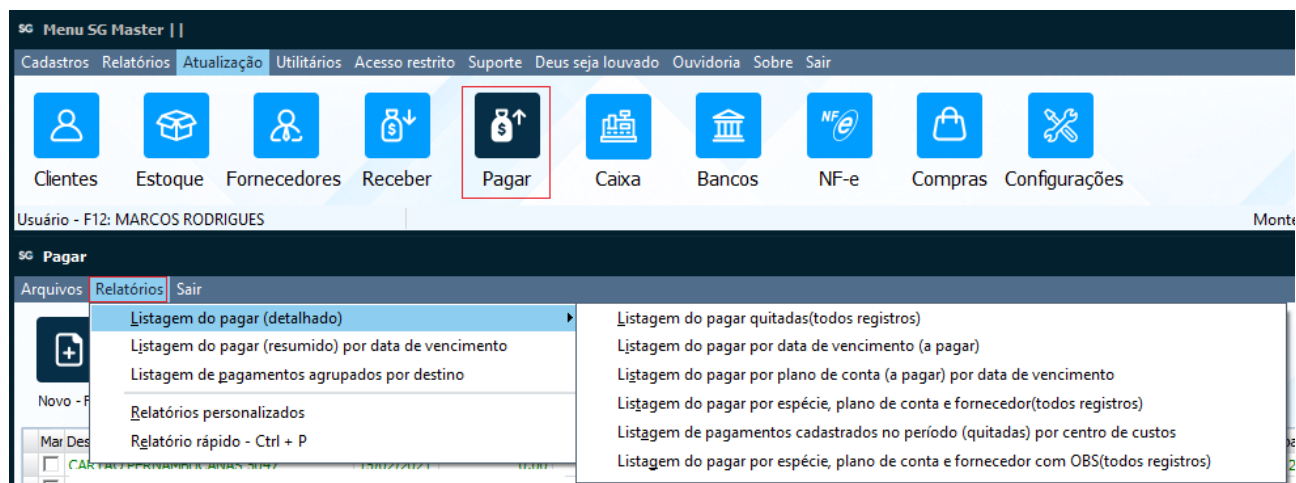 SG Menu SG Master ||
Cadastros Relatórios Atualização Utilitários Acesso restrito Suporte Deus seja louvado Ouvidoria Sobre Sair
NFe
Clientes Estoque Fornecedores Receber Pagar Caixa Bancos NF-e Compras Configurações
Usuário - F12: MARCOS RODRIGUES
SG Pagar
Arquivos Relatórios Sair
Listagem do pagar (detalhado)
Listagem do pagar (resumido) por data de vencimento
Listagem de pagamentos agrupados por destino
Relatórios personalizados
Relatório rápido - Ctrl + P
Listagem do pagar quitadas(todos registros)
Listagem do pagar por data de vencimento (a pagar)
Listagem do pagar por plano de conta (a pagar) por data de vencimento
Listagem do pagar por espécie, plano de conta e fornecedor(todos registros)
Listagem de pagamentos cadastrados no período (quitadas) por centro de custos
Listagem do pagar por espécie, plano de conta e fornecedor com OBS(todos registros)
Novo - F
Mar Des